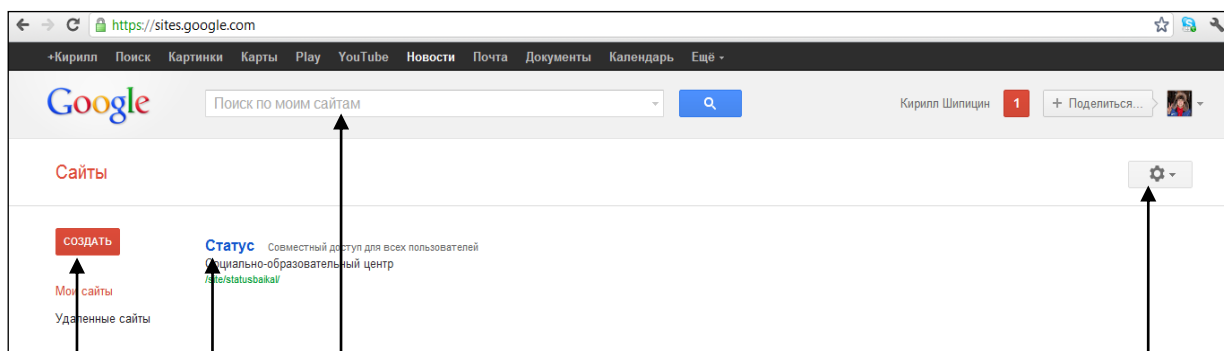 https://sites.google.com
+Кирилл Поиск Картинки Карты Play YouTube Новости Почта Документы Календарь Ещё
Google Поиск по моим сайтам Кирилл Шипицин 1 + Поделиться...
Сайты
СОЗДАТЬ
Статус Совместный доступ для всех пользователей
Социально-образовательный центр
/site/statusbaikal/
Мои сайты
Удаленные сайты